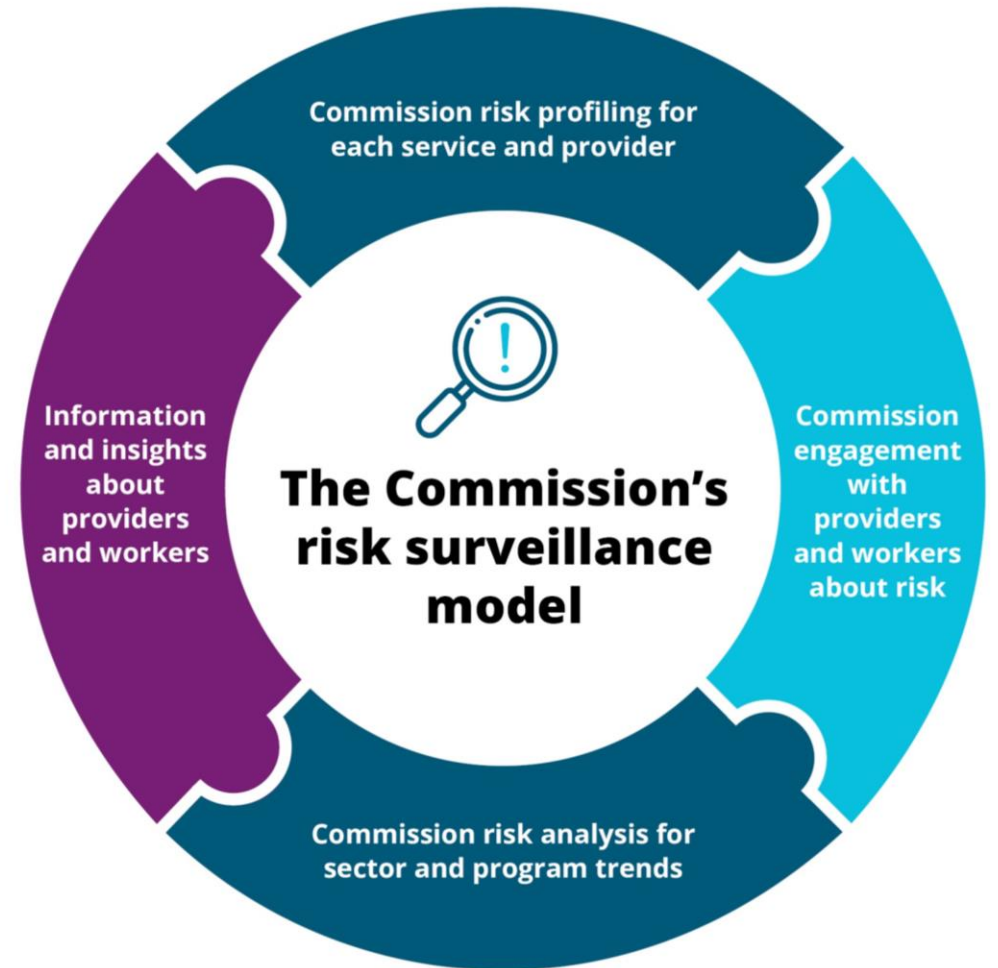 Commission risk profiling for
each service and provider
Information
and insights
about
providers
and workers
!
The Commission’s
risk surveillance
model
Commission
engagement
with
providers
and workers
about risk
Commission risk analysis for
sector and program trends